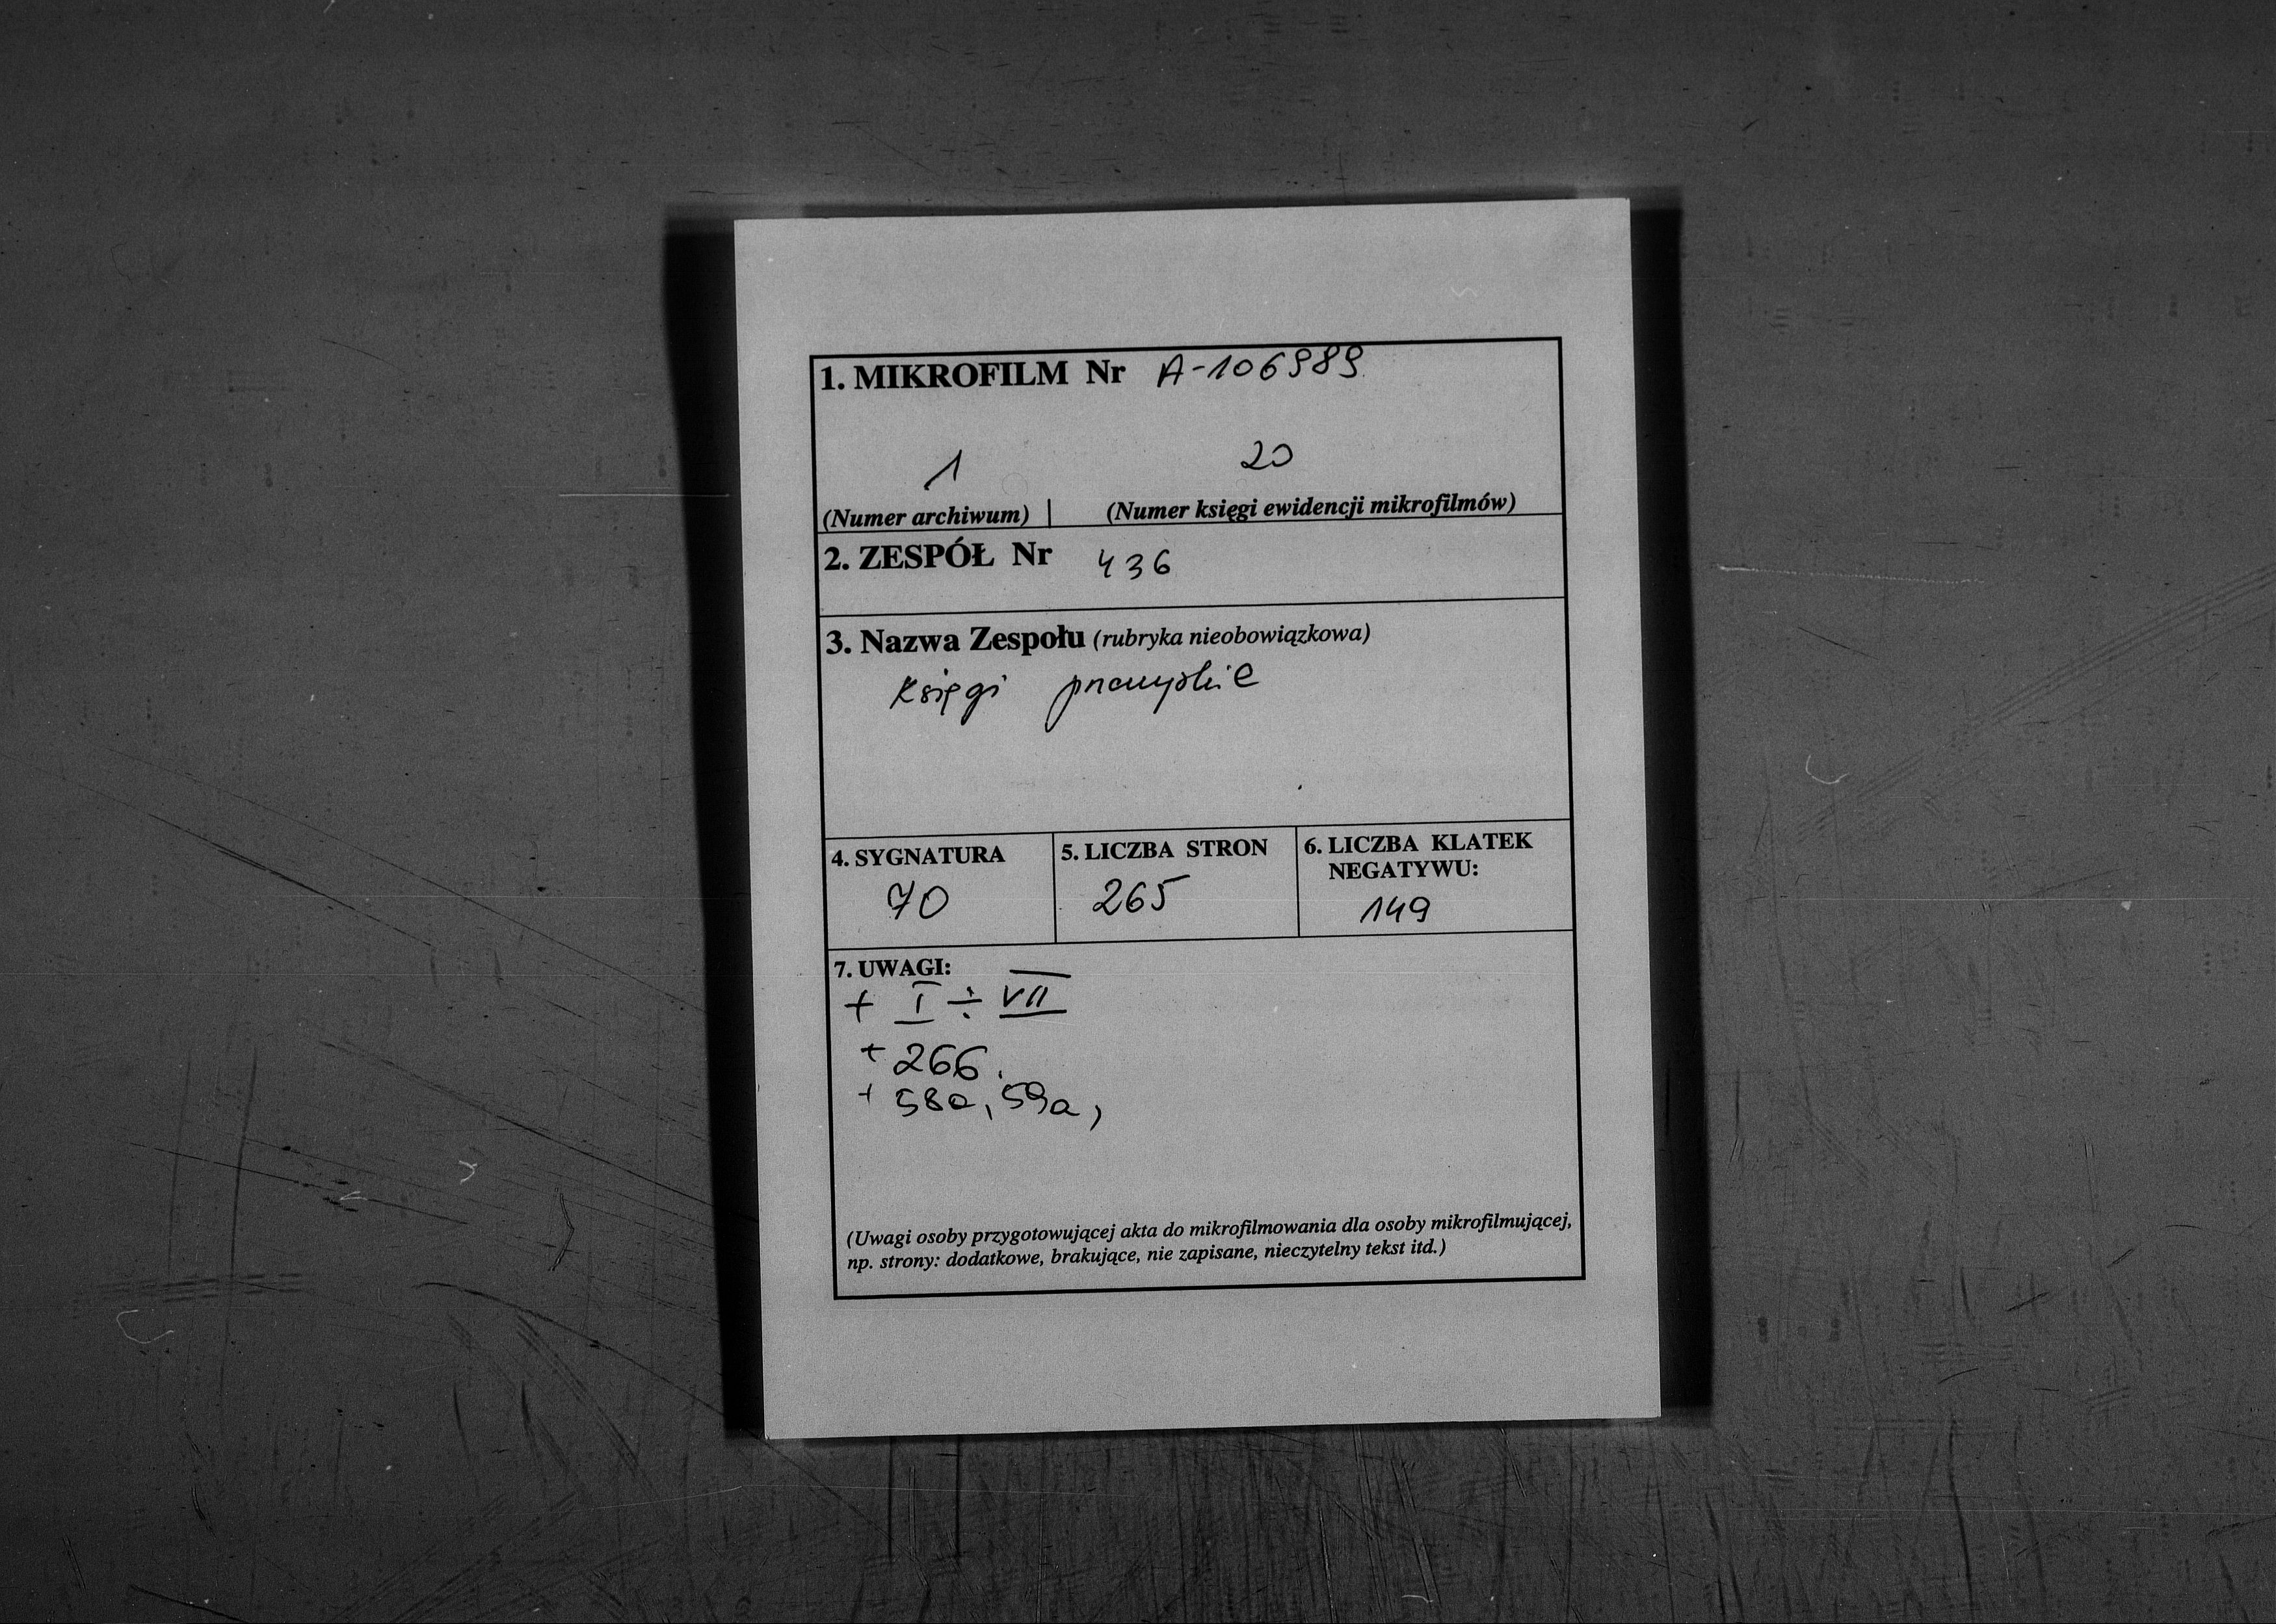 1. MIKROFILM Nr A-106989
1 20
(Numer archiwum) | (Numer księgi ewidencji mikrofilmów)
2. ZESPÓŁ Nr 436
3. Nazwa Zespołu (rubryka nieobowiązkowa)
Księgi przemyskie
4. SYGNATURA
70
5. LICZBA STRON
265
6. LICZBA KLATEK
NEGATYWU:
149
7. UWAGI:
+ I ÷ VII
+ 266.
+ 58a, 59a,
(Uwagi osoby przygotowującej akta do mikrofilmowania dla osoby mikrofilmującej,
np. strony: dodatkowe, brakujące, nie zapisane, nieczytelny tekst itd.)